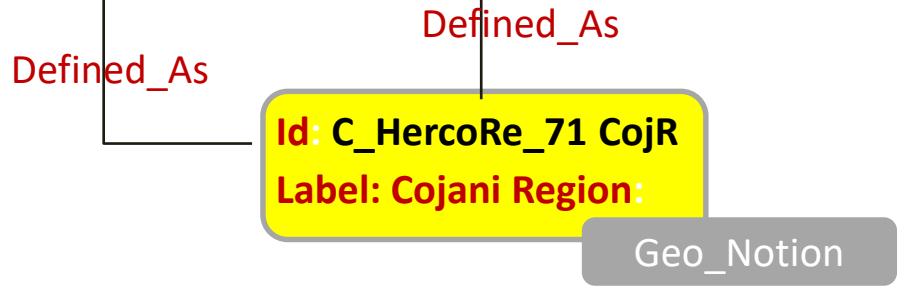 Defined_As
Defined_As
Id: C_HercoRe_71 CojR
Label: Cojani Region:
Geo_Notion